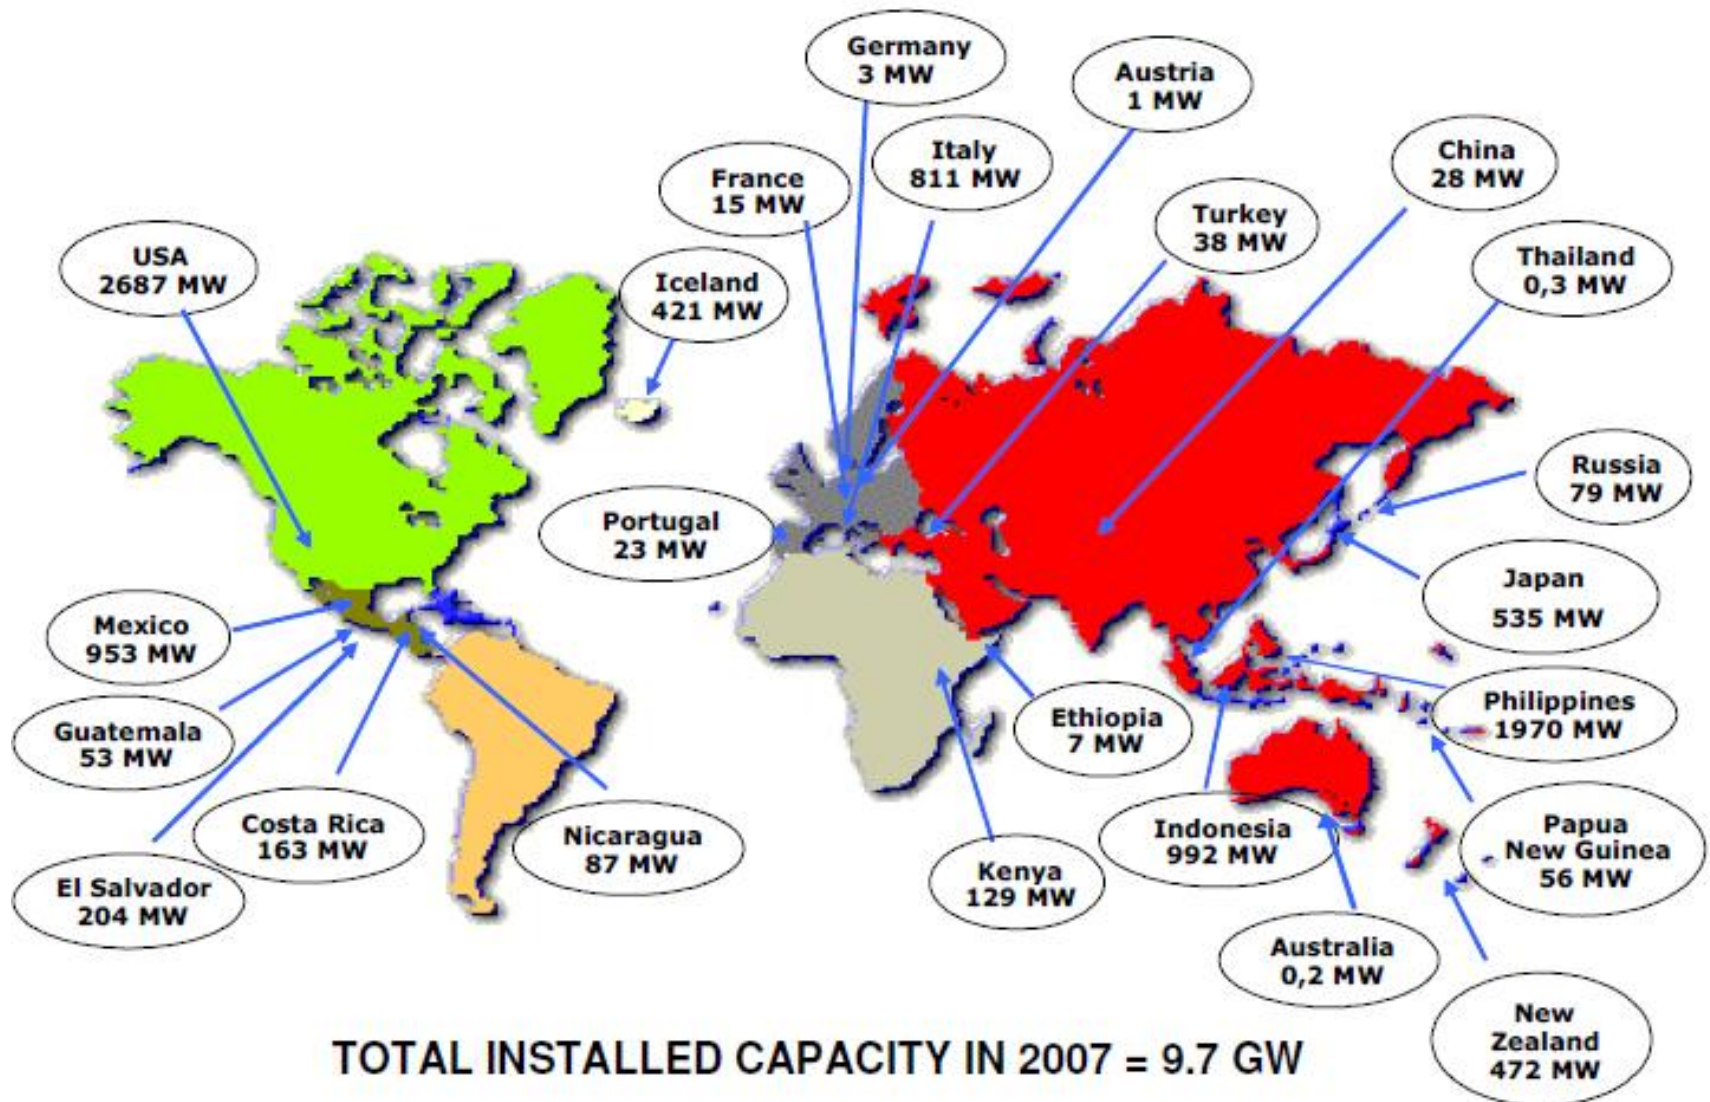 Germany
3 MW
Austria
1 MW
Italy
811 MW
China
28 MW
France
15 MW
Turkey
38 MW
USA
2687 MW
Iceland
421 MW
Thailand
0,3 MW
Russia
79 MW
Portugal
23 MW
Japan
535 MW
Mexico
953 MW
Philippines
1970 MW
Guatemala
53 MW
Ethiopia
7 MW
Costa Rica
163 MW
Nicaragua
87 MW
Indonesia
992 MW
Papua
New Guinea
56 MW
El Salvador
204 MW
Kenya
129 MW
Australia
0,2 MW
New
Zealand
472 MW
TOTAL INSTALLED CAPACITY IN 2007 = 9.7 GW